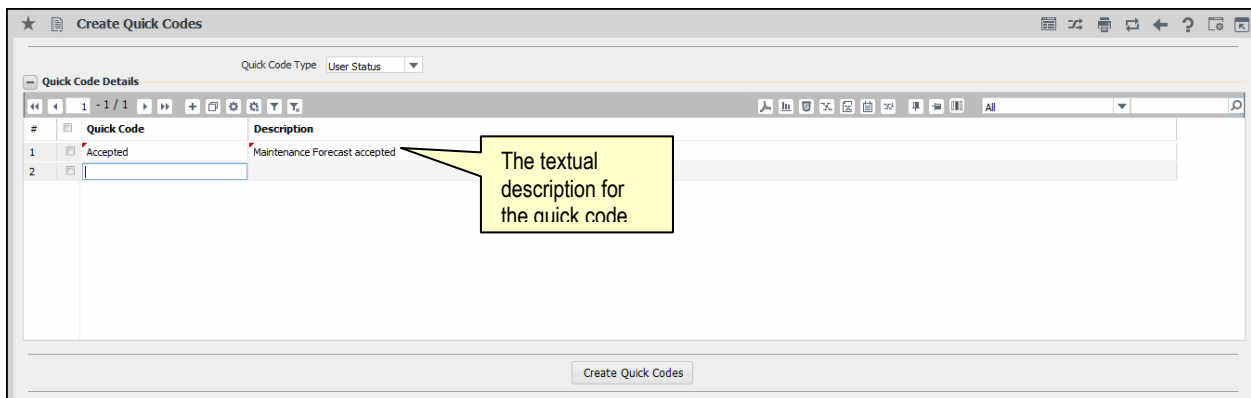 Create Quick Codes
Quick Code Type User Status
Quick Code Details
1 - 1 / 1 All
# Quick Code Description
1 Accepted Maintenance Forecast accepted
2
The textual
description for
the quick code
Create Quick Codes